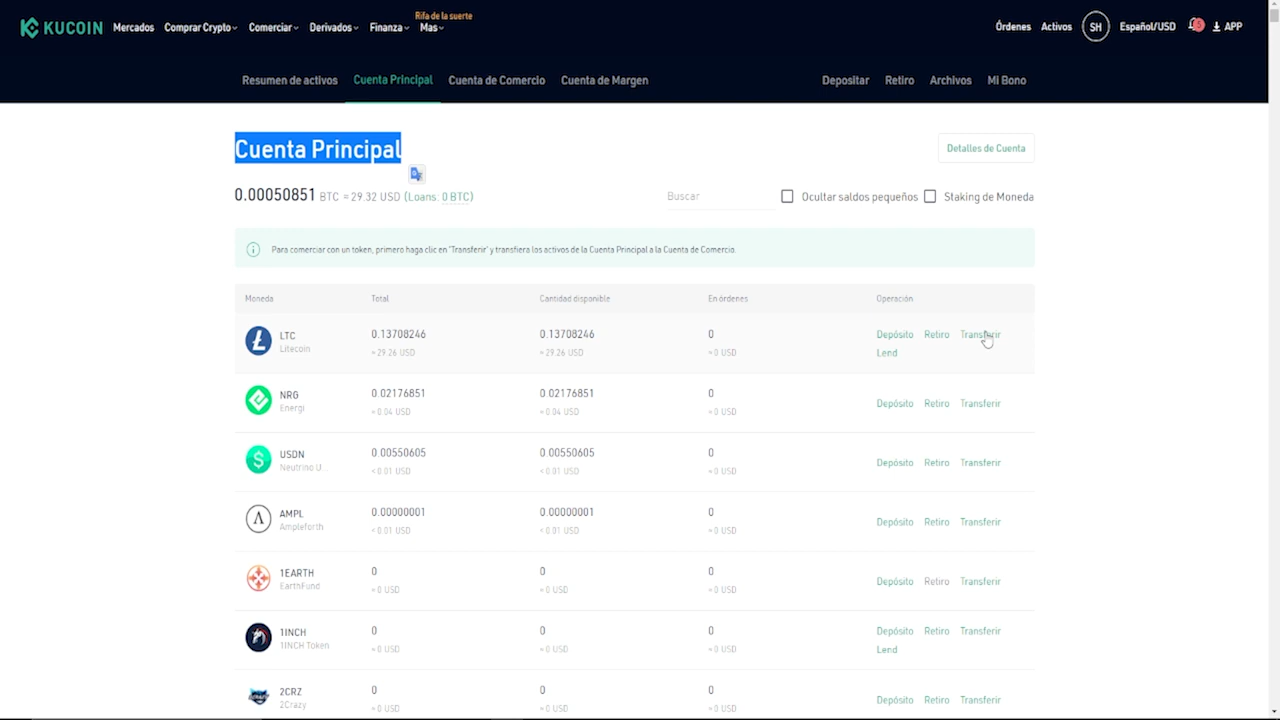 KUCOIN Mercados Comprar Crypto Comerciar Derivados Finanza Rifa de la suerte Mas Órdenes Activos SH Español/USD 5 APP
Resumen de activos Cuenta Principal Cuenta de Comercio Cuenta de Margen Depositar Retiro Archivos Mi Bono
Cuenta Principal Detalles de Cuenta
0.00050851 BTC ≈ 29.32 USD (Loans: 0 BTC) Buscar Ocultar saldos pequeños Staking de Moneda
Para comerciar con un token, primero haga clic en 'Transferir' y transfiera los activos de la Cuenta Principal a la Cuenta de Comercio.
Moneda Total Cantidad disponible En órdenes Operación
LTC 0.13708246 0.13708246 0 Depósito Retiro Transferir
Litecoin ≈ 29.26 USD ≈ 29.26 USD ≈ 0 USD Lend
NRG 0.02176851 0.02176851 0 Depósito Retiro Transferir
Energi ≈ 0.04 USD ≈ 0.04 USD ≈ 0 USD
USDN 0.00550605 0.00550605 0 Depósito Retiro Transferir
Neutrino U... < 0.01 USD < 0.01 USD ≈ 0 USD
AMPL 0.00000001 0.00000001 0 Depósito Retiro Transferir
Ampleforth < 0.01 USD < 0.01 USD ≈ 0 USD
1EARTH 0 0 0 Depósito Retiro Transferir
EarthFund ≈ 0 USD ≈ 0 USD ≈ 0 USD
1INCH 0 0 0 Depósito Retiro Transferir
1INCH Token ≈ 0 USD ≈ 0 USD ≈ 0 USD Lend
2CRZ 0 0 0 Depósito Retiro Transferir
2Crazy ≈ 0 USD ≈ 0 USD ≈ 0 USD